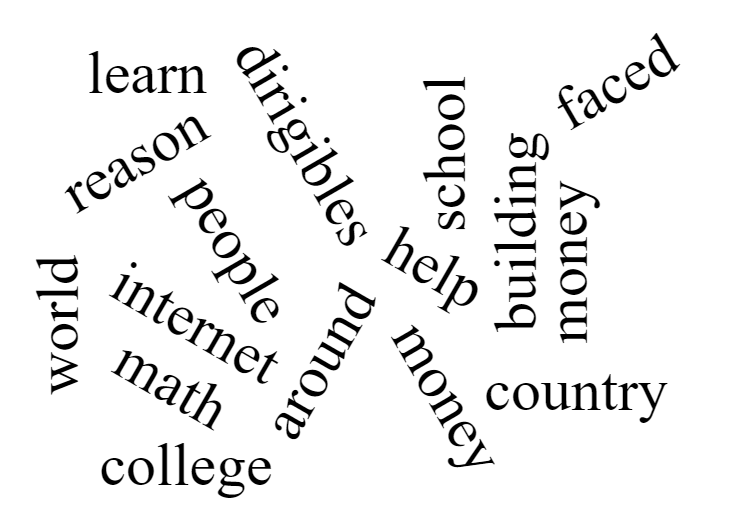 learn
dirigibles
faced
school
reason
building
people
money
help
world
internet
around
money
math
country
college